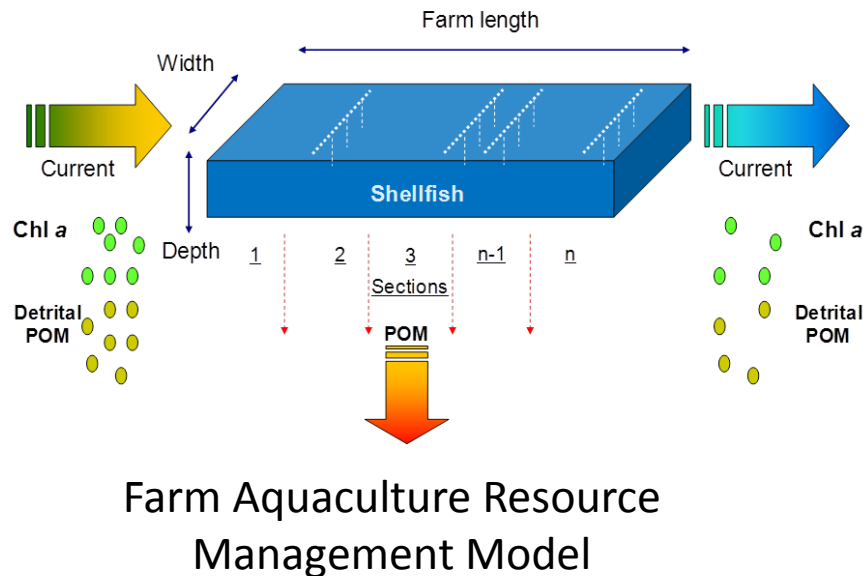 Farm length
Width
Current
Current
Shellfish
Chl a
Chl a
Depth
1 2 3 n-1 n
Sections
Detrital
POM
POM
Detrital
POM
Farm Aquaculture Resource
Management Model